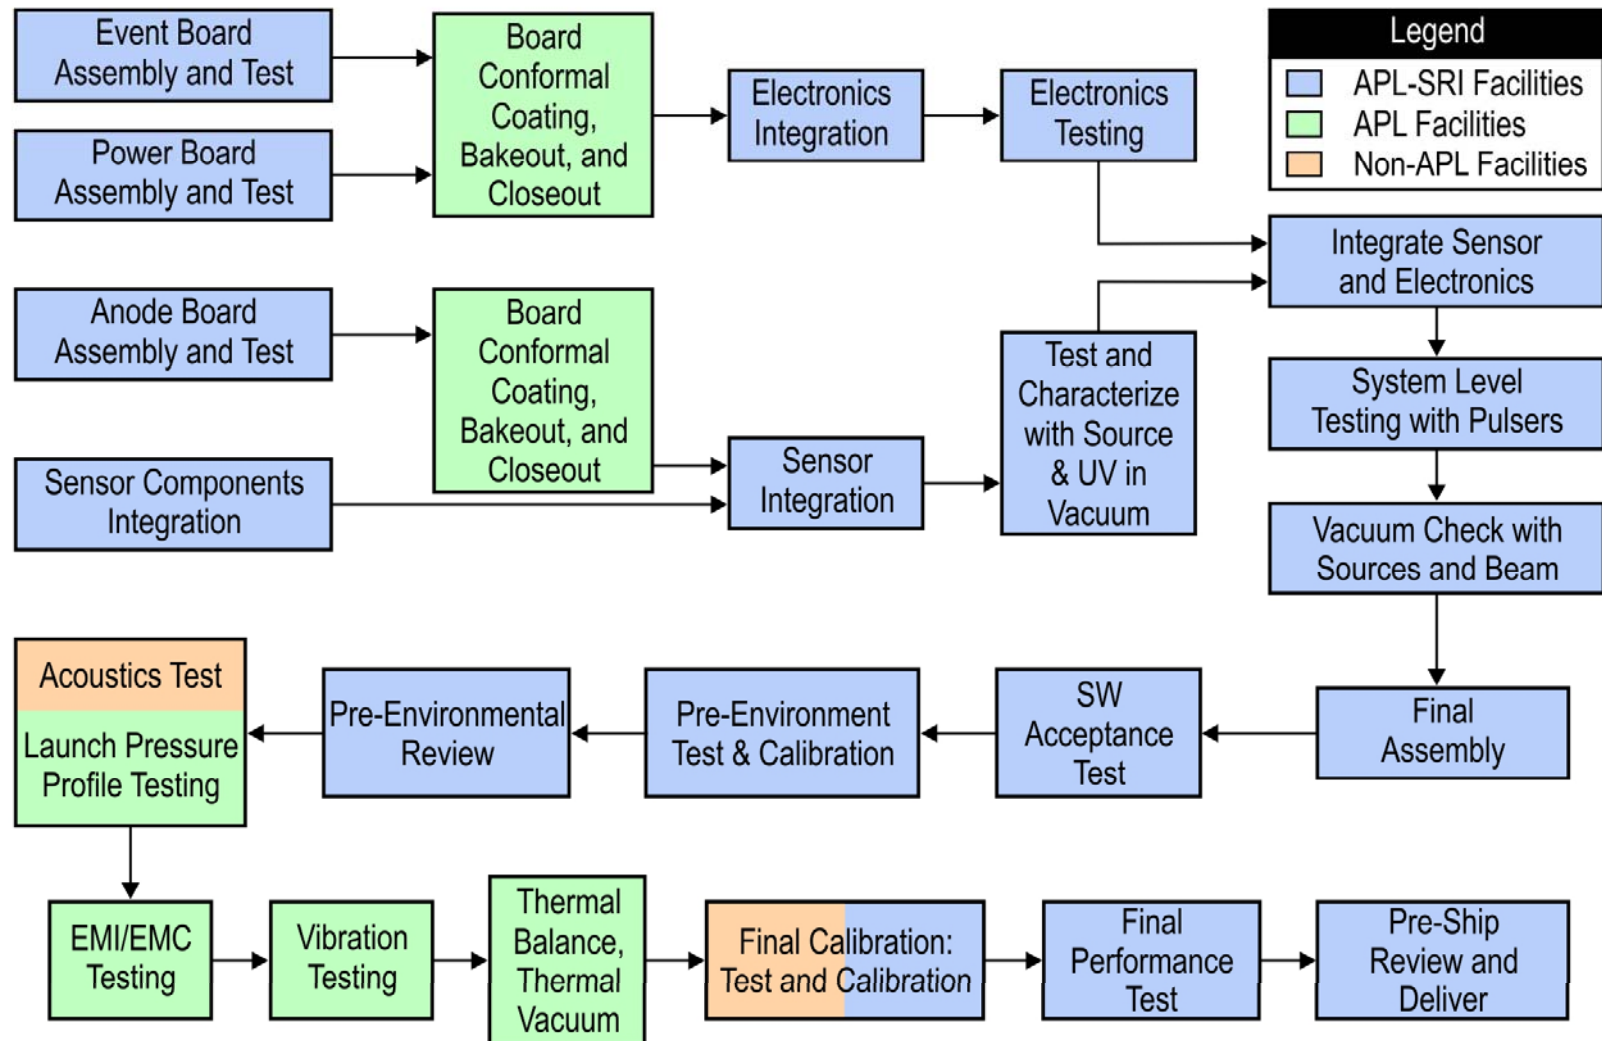 Event Board
Assembly and Test
Power Board
Assembly and Test
Board
Conformal
Coating,
Bakeout, and
Closeout
Electronics
Integration
Electronics
Testing
Legend
APL-SRI Facilities
APL Facilities
Non-APL Facilities
Anode Board
Assembly and Test
Sensor Components
Integration
Board
Conformal
Coating,
Bakeout, and
Closeout
Sensor
Integration
Test and
Characterize
with Source
& UV in
Vacuum
Integrate Sensor
and Electronics
System Level
Testing with Pulsers
Vacuum Check with
Sources and Beam
Final
Assembly
SW
Acceptance
Test
Pre-Environment
Test & Calibration
Pre-Environmental
Review
Acoustics Test
Launch Pressure
Profile Testing
EMI/EMC
Testing
Vibration
Testing
Thermal
Balance,
Thermal
Vacuum
Final Calibration:
Test and Calibration
Final
Performance
Test
Pre-Ship
Review and
Deliver